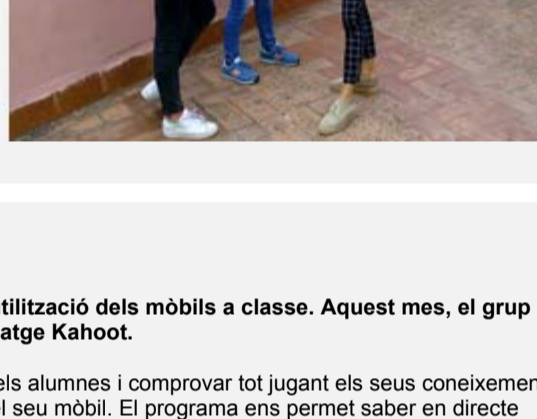 tilització dels mòbils a classe. Aquest mes, el grup
atge Kahoot.
els alumnes i comprovar tot jugant els seus coneixemen
el seu mòbil. El programa ens permet saber en directe